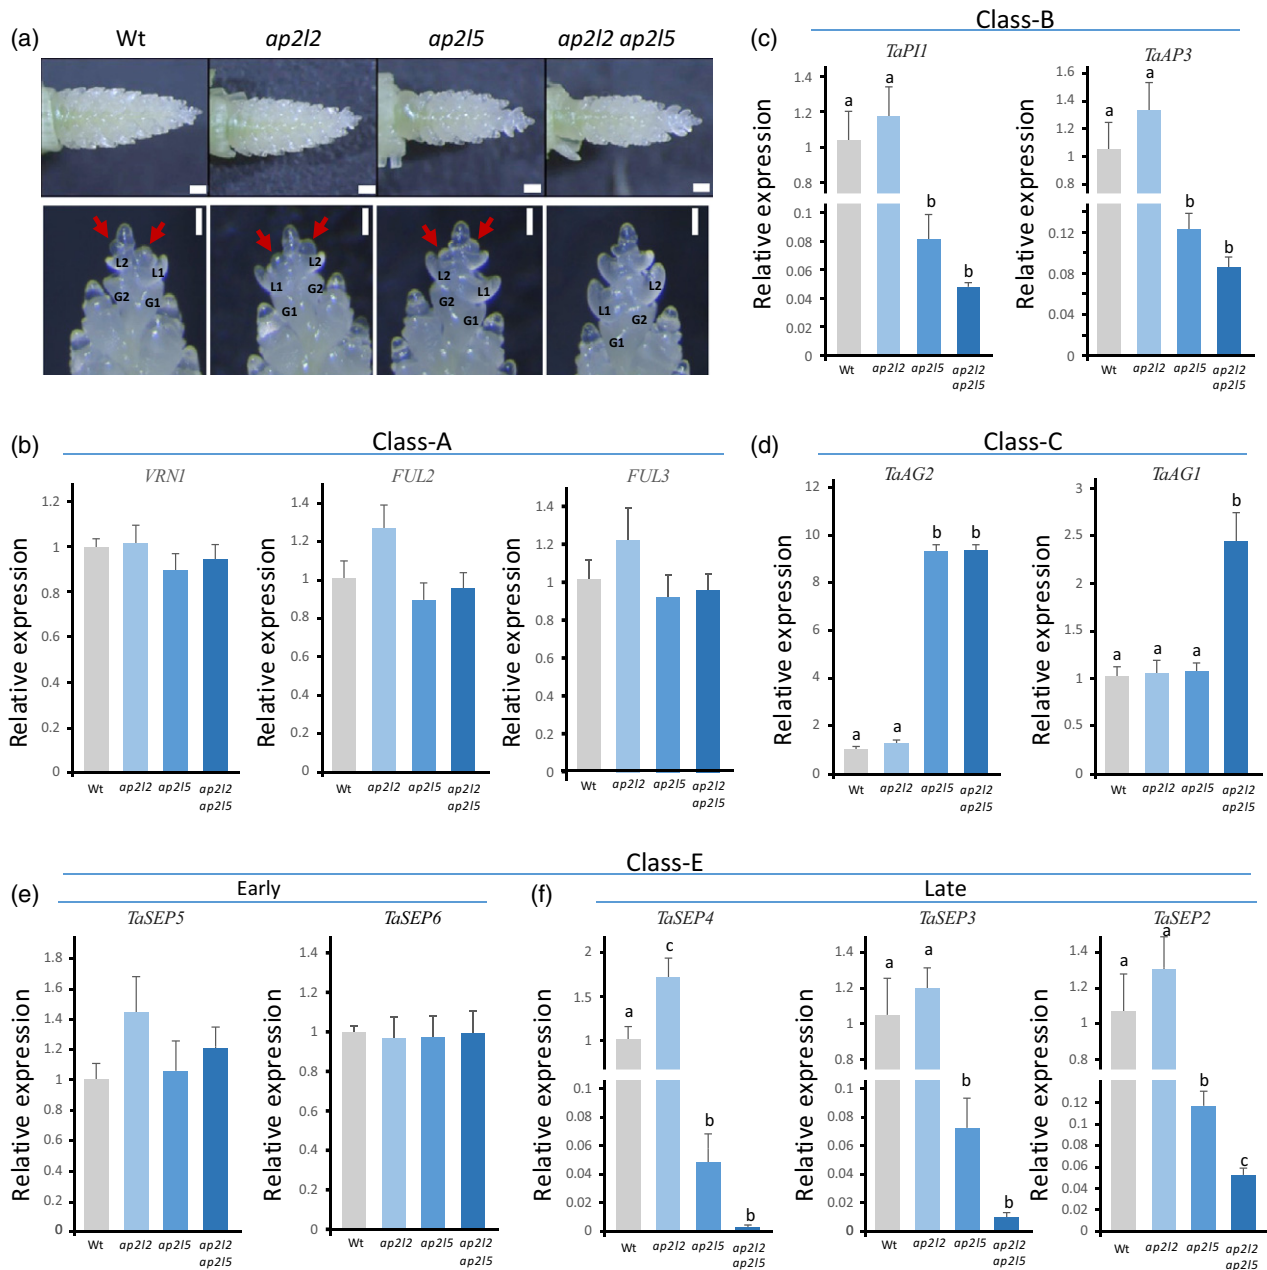 (a)
Wt
ap2l2
ap2l5
ap2l2 ap2l5
L2
L1
G2
G1
L2
L1
G2
G1
L2
L1
G2
G1
L1
L2
G2
G1
(c)
Class-B
TaPI1
Relative expression
1.4
1.2
1
0.8
0.1
0.08
0.06
0.04
0.02
0
a
a
b
b
Wt
ap2l2
ap2l5
ap2l2
ap2l5
TaAP3
Relative expression
1.6
1.4
1.2
1
0.8
0.12
0.08
0.04
0
a
a
b
b
Wt
ap2l2
ap2l5
ap2l2
ap2l5
(b)
Class-A
VRN1
Relative expression
1.2
1
0.8
0.6
0.4
0.2
0
Wt
ap2l2
ap2l5
ap2l2
ap2l5
FUL2
Relative expression
1.4
1.2
1
0.8
0.6
0.4
0.2
0
Wt
ap2l2
ap2l5
ap2l2
ap2l5
FUL3
Relative expression
1.4
1.2
1
0.8
0.6
0.4
0.2
0
Wt
ap2l2
ap2l5
ap2l2
ap2l5
(d)
Class-C
TaAG2
Relative expression
12
10
8
6
4
2
0
a
a
b
b
Wt
ap2l2
ap2l5
ap2l2
ap2l5
TaAG1
Relative expression
3
2.5
2
1.5
1
0.5
0
a
a
a
b
Wt
ap2l2
ap2l5
ap2l2
ap2l5
Class-E
(e)
Early
TaSEP5
Relative expression
1.8
1.6
1.4
1.2
1
0.8
0.6
0.4
0.2
0
Wt
ap2l2
ap2l5
ap2l2
ap2l5
TaSEP6
Relative expression
1.4
1.2
1
0.8
0.6
0.4
0.2
0
Wt
ap2l2
ap2l5
ap2l2
ap2l5
(f)
Late
TaSEP4
Relative expression
2
1.5
1
0.1
0.08
0.06
0.04
0.02
0
a
c
b
b
Wt
ap2l2
ap2l5
ap2l2
ap2l5
TaSEP3
Relative expression
1.4
1.2
1
0.8
0.1
0.08
0.06
0.04
0.02
0
a
a
b
b
Wt
ap2l2
ap2l5
ap2l2
ap2l5
TaSEP2
Relative expression
1.4
1.2
1
0.8
0.12
0.1
0.08
0.06
0.04
0.02
0
a
a
b
c
Wt
ap2l2
ap2l5
ap2l2
ap2l5